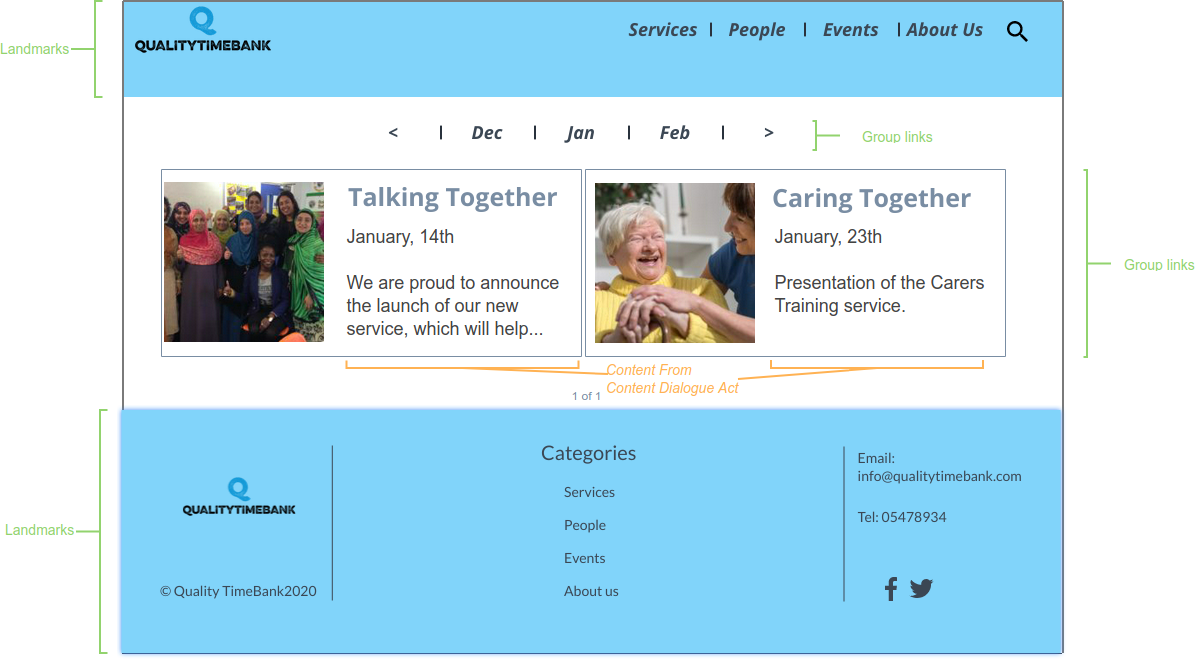 Landmarks
QUALITYTIMEBANK
Services | People | Events | About Us
< | Dec | Jan | Feb | >
Group links
Talking Together
January, 14th
We are proud to announce
the launch of our new
service, which will help...
Caring Together
January, 23th
Presentation of the Carers
Training service.
Group links
Content From
Content Dialogue Act
1 of 1
Landmarks
QUALITYTIMEBANK
© Quality TimeBank2020
Categories
Services
People
Events
About us
Email:
info@qualitytimebank.com
Tel: 05478934